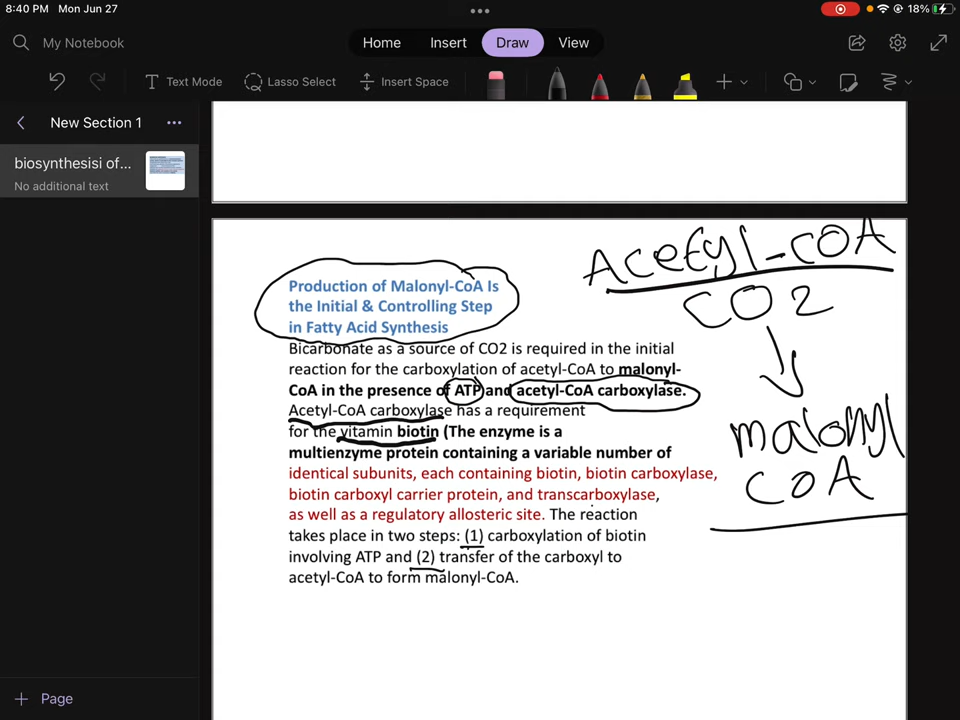 8:40 PM Mon Jun 27
18%
My Notebook
Home Insert Draw View
Text Mode Lasso Select Insert Space
New Section 1
biosynthesisi of...
No additional text
Acetyl-COA
CO2
malonyl
COA
Production of Malonyl-CoA Is
the Initial & Controlling Step
in Fatty Acid Synthesis
Bicarbonate as a source of CO2 is required in the initial
reaction for the carboxylation of acetyl-CoA to malonyl-
CoA in the presence of ATP and acetyl-CoA carboxylase.
Acetyl-CoA carboxylase has a requirement
for the vitamin biotin (The enzyme is a
multienzyme protein containing a variable number of
identical subunits, each containing biotin, biotin carboxylase,
biotin carboxyl carrier protein, and transcarboxylase,
as well as a regulatory allosteric site. The reaction
takes place in two steps: (1) carboxylation of biotin
involving ATP and (2) transfer of the carboxyl to
acetyl-CoA to form malonyl-CoA.
Page